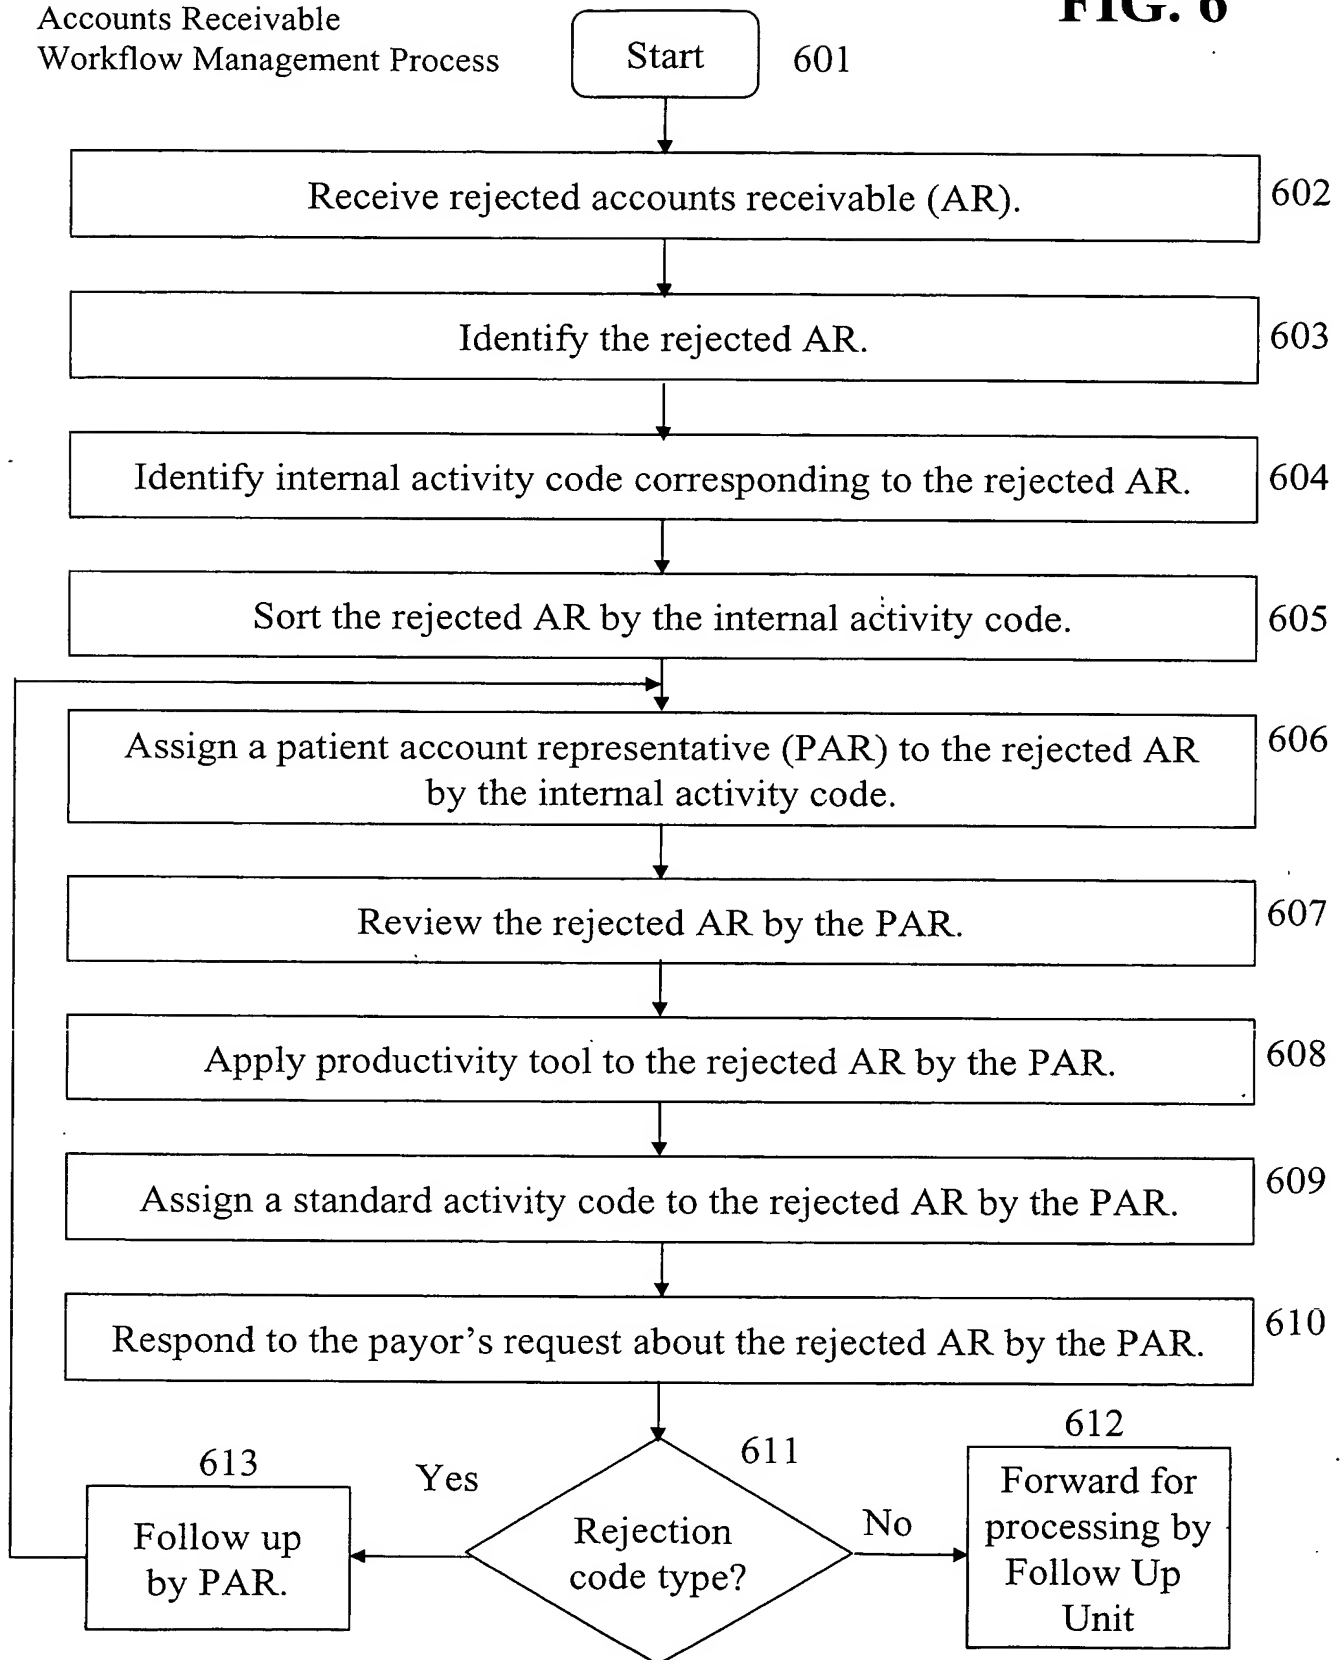 Accounts Receivable
Workflow Management Process
FIG. 6
Start
601
Receive rejected accounts receivable (AR).
602
Identify the rejected AR.
603
Identify internal activity code corresponding to the rejected AR.
604
Sort the rejected AR by the internal activity code.
605
Assign a patient account representative (PAR) to the rejected AR
by the internal activity code.
606
Review the rejected AR by the PAR.
607
Apply productivity tool to the rejected AR by the PAR.
608
Assign a standard activity code to the rejected AR by the PAR.
609
Respond to the payor's request about the rejected AR by the PAR.
610
611
Rejection
code type?
Yes
613
Follow up
by PAR.
No
612
Forward for
processing by
Follow Up
Unit